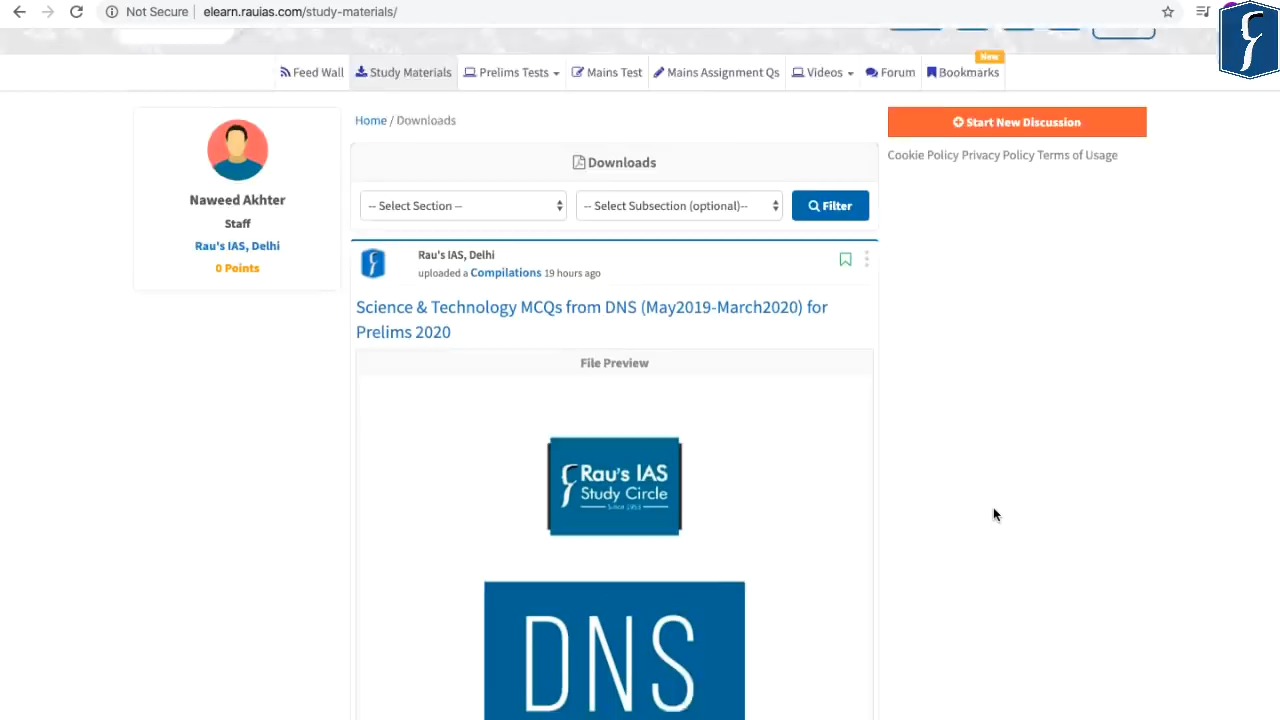 Not Secure elearn.rauias.com/study-materials/
Feed Wall Study Materials Prelims Tests Mains Test Mains Assignment Qs Videos Forum Bookmarks
New
Naweed Akhter
Staff
Rau's IAS, Delhi
0 Points
Home / Downloads
Downloads
-- Select Section -- -- Select Subsection (optional)-- Filter
Rau's IAS, Delhi
uploaded a Compilations 19 hours ago
Science & Technology MCQs from DNS (May2019-March2020) for
Prelims 2020
File Preview
Rau's IAS
Study Circle
Since 1953
DNS
Start New Discussion
Cookie Policy Privacy Policy Terms of Usage